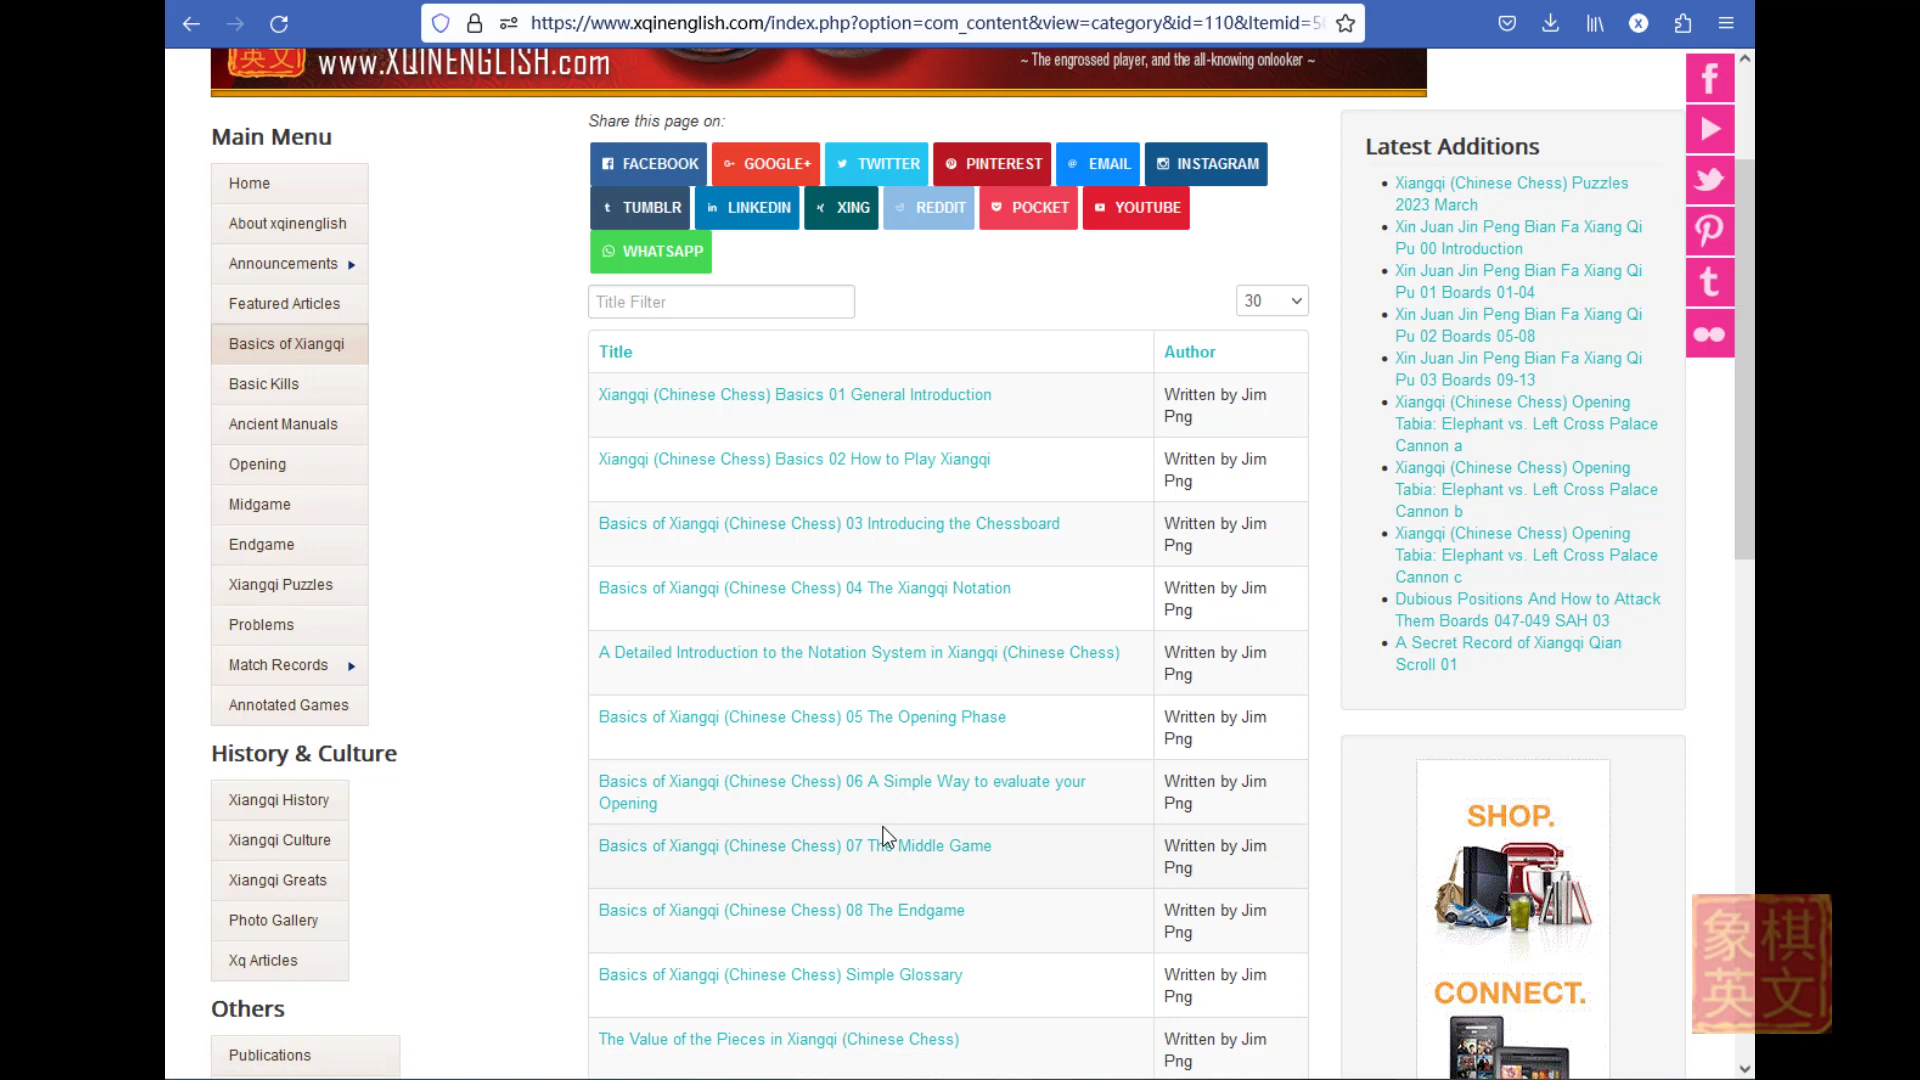 https://www.xqinenglish.com/index.php?option=com_content&view=category&id=110&Itemid=5
英文
www.XQINENGLISH.com
~ The engrossed player, and the all-knowing onlooker ~
Main Menu
Home
About xqinenglish
Announcements
Featured Articles
Basics of Xiangqi
Basic Kills
Ancient Manuals
Opening
Midgame
Endgame
Xiangqi Puzzles
Problems
Match Records
Annotated Games
History & Culture
Xiangqi History
Xiangqi Culture
Xiangqi Greats
Photo Gallery
Xq Articles
Others
Publications
Share this page on:
FACEBOOK
GOOGLE+
TWITTER
PINTEREST
EMAIL
INSTAGRAM
TUMBLR
LINKEDIN
XING
REDDIT
POCKET
YOUTUBE
WHATSAPP
Title Filter
30
Title
Author
Xiangqi (Chinese Chess) Basics 01 General Introduction
Written by Jim
Png
Xiangqi (Chinese Chess) Basics 02 How to Play Xiangqi
Written by Jim
Png
Basics of Xiangqi (Chinese Chess) 03 Introducing the Chessboard
Written by Jim
Png
Basics of Xiangqi (Chinese Chess) 04 The Xiangqi Notation
Written by Jim
Png
A Detailed Introduction to the Notation System in Xiangqi (Chinese Chess)
Written by Jim
Png
Basics of Xiangqi (Chinese Chess) 05 The Opening Phase
Written by Jim
Png
Basics of Xiangqi (Chinese Chess) 06 A Simple Way to evaluate your
Opening
Written by Jim
Png
Basics of Xiangqi (Chinese Chess) 07 The Middle Game
Written by Jim
Png
Basics of Xiangqi (Chinese Chess) 08 The Endgame
Written by Jim
Png
Basics of Xiangqi (Chinese Chess) Simple Glossary
Written by Jim
Png
The Value of the Pieces in Xiangqi (Chinese Chess)
Written by Jim
Png
Latest Additions
Xiangqi (Chinese Chess) Puzzles
2023 March
Xin Juan Jin Peng Bian Fa Xiang Qi
Pu 00 Introduction
Xin Juan Jin Peng Bian Fa Xiang Qi
Pu 01 Boards 01-04
Xin Juan Jin Peng Bian Fa Xiang Qi
Pu 02 Boards 05-08
Xin Juan Jin Peng Bian Fa Xiang Qi
Pu 03 Boards 09-13
Xiangqi (Chinese Chess) Opening
Tabia: Elephant vs. Left Cross Palace
Cannon a
Xiangqi (Chinese Chess) Opening
Tabia: Elephant vs. Left Cross Palace
Cannon b
Xiangqi (Chinese Chess) Opening
Tabia: Elephant vs. Left Cross Palace
Cannon c
Dubious Positions And How to Attack
Them Boards 047-049 SAH 03
A Secret Record of Xiangqi Qian
Scroll 01
SHOP.
CONNECT.
象棋
英文